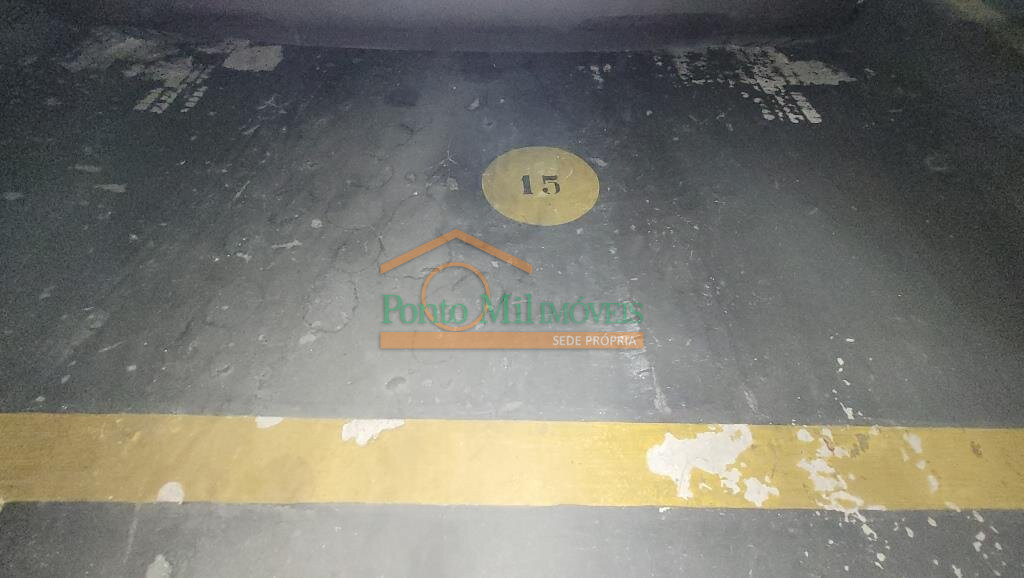 15
Ponto Mil IMÓVEIS
SEDE PRÓPRIA